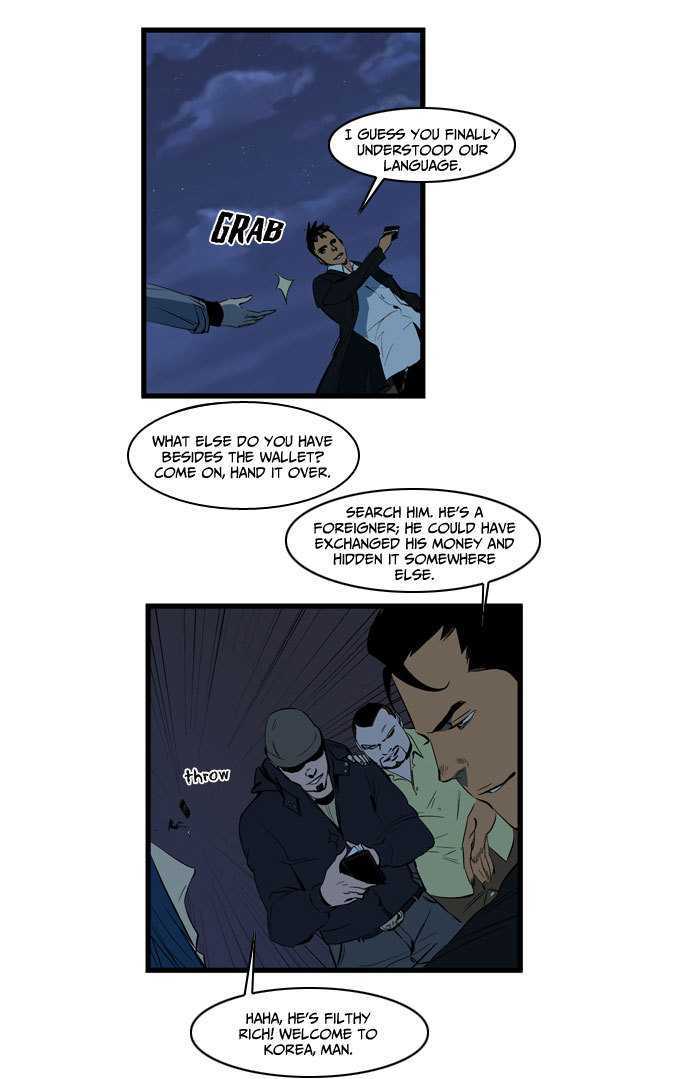 I GUESS YOU FINALLY
UNDERSTOOD OUR
LANGUAGE.
GRAB
WHAT ELSE DO YOU HAVE
BESIDES THE WALLET?
COME ON, HAND IT OVER.
SEARCH HIM. HE'S A
FOREIGNER; HE COULD HAVE
EXCHANGED HIS MONEY AND
HIDDEN IT SOMEWHERE
ELSE.
throw
HAHA, HE'S FILTHY
RICH! WELCOME TO
KOREA, MAN.